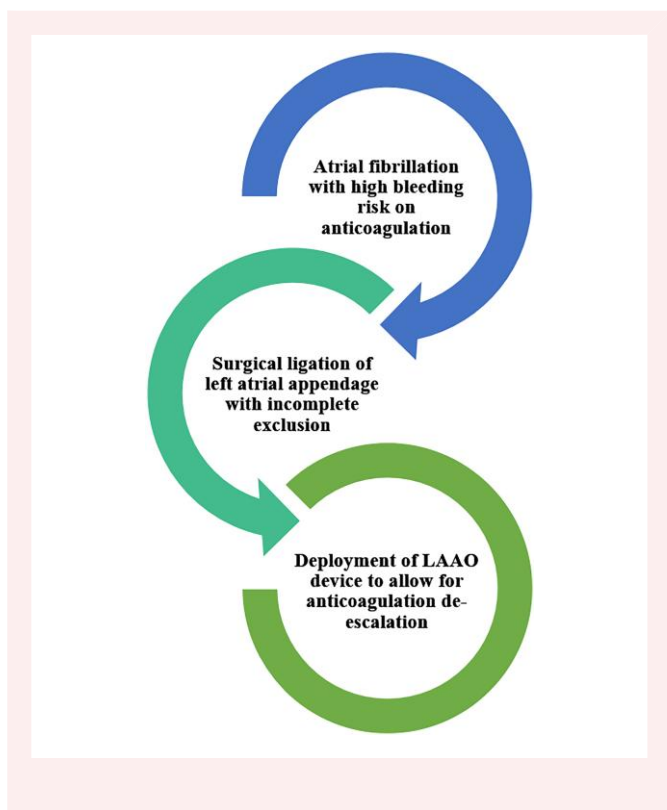 Atrial fibrillation
with high bleeding
risk on
anticoagulation
Surgical ligation of
left atrial appendage
with incomplete
exclusion
Deployment of LAAO
device to allow for
anticoagulation de-
escalation